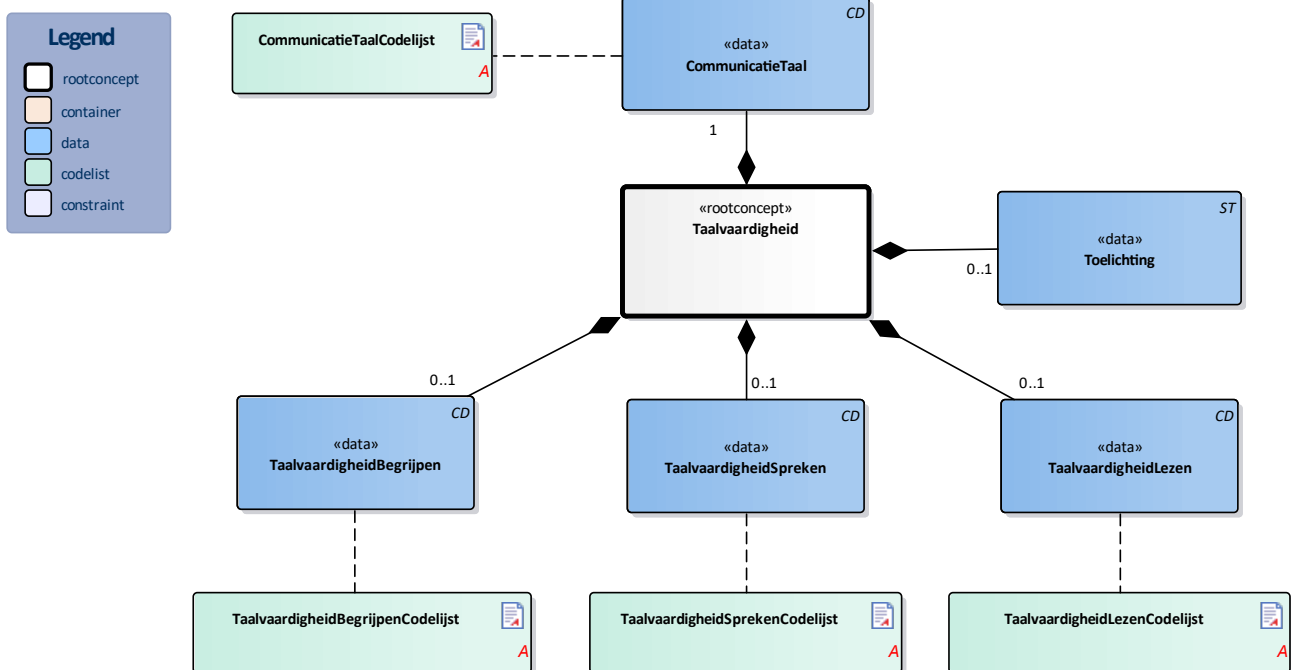 Legend
rootconcept
container
data
codelist
constraint
CommunicatieTaalCodelijst
A
CD
«data»
CommunicatieTaal
1
«rootconcept»
Taalvaardigheid
ST
«data»
Toelichting
0..1
0..1
0..1
0..1
CD
«data»
TaalvaardigheidBegrijpen
CD
«data»
TaalvaardigheidSpreken
CD
«data»
TaalvaardigheidLezen
TaalvaardigheidBegrijpenCodelijst
A
TaalvaardigheidSprekenCodelijst
A
TaalvaardigheidLezenCodelijst
A